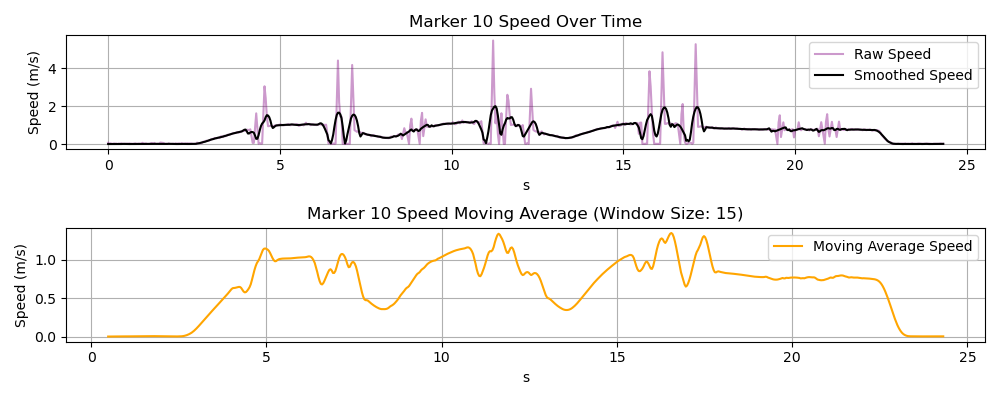 Marker 10 Speed Over Time
Speed (m/s)
4
2
0
Raw Speed
Smoothed Speed
0 5 10 15 20 25
s
Marker 10 Speed Moving Average (Window Size: 15)
Speed (m/s)
1.0
0.5
0.0
Moving Average Speed
0 5 10 15 20 25
s